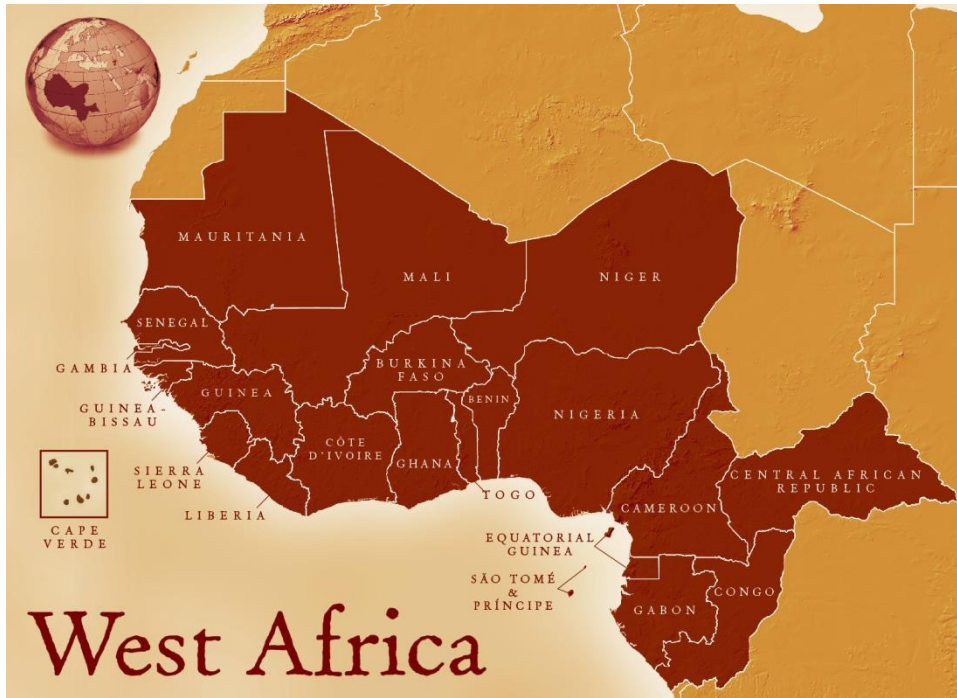 MAURITANIA
MALI
NIGER
SENEGAL
GAMBIA
GUINEA-
BISSAU
GUINEA
BURKINA
FASO
BENIN
NIGERIA
CÔTE
D'IVOIRE
GHANA
SIERRA
LEONE
LIBERIA
TOGO
CAPE
VERDE
CENTRAL AFRICAN
REPUBLIC
CAMEROON
EQUATORIAL
GUINEA
SÃO TOMÉ
&
PRÍNCIPE
GABON
CONGO
West Africa